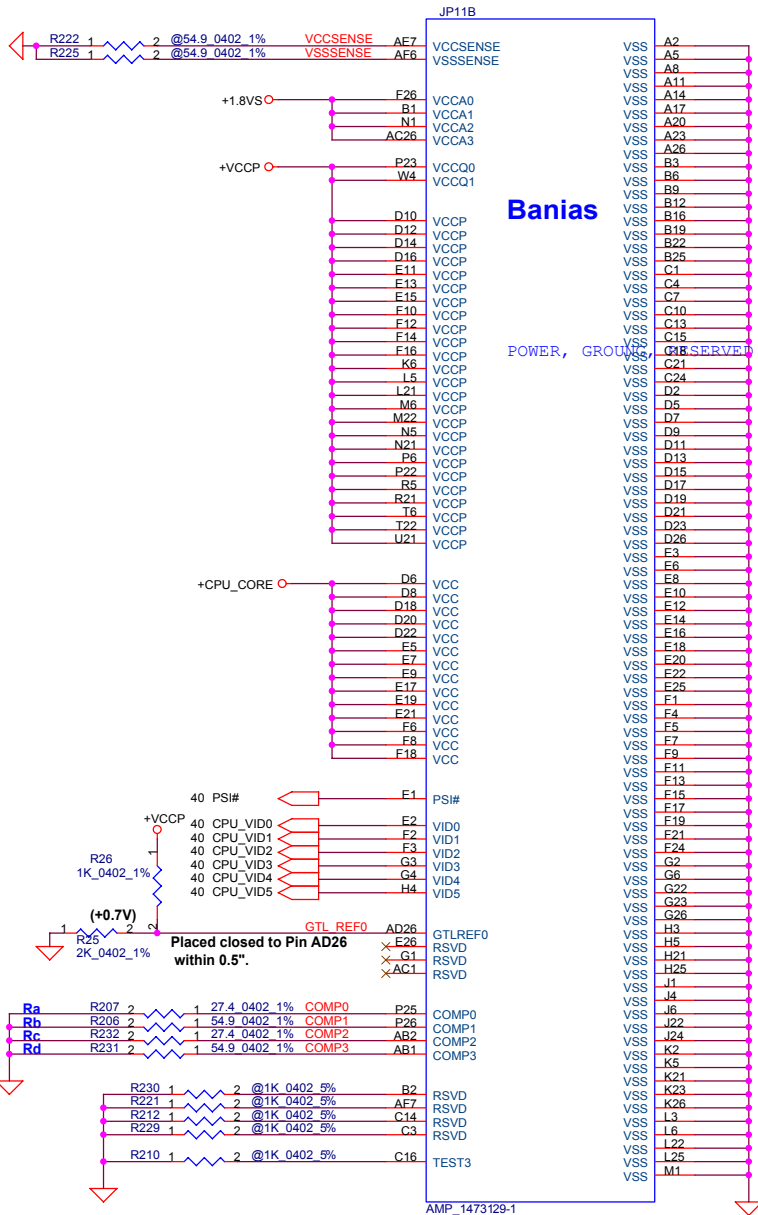 JP11B
R222 1 2 @54.9_0402_1% VCCSENSE AE7 VCCSENSE
R225 1 2 @54.9_0402_1% VSSSENSE AF6 VSSSENSE
+1.8VS F26 VCCA0
B1 VCCA1
N1 VCCA2
AC26 VCCA3
+VCCP P23 VCCQ0
W4 VCCQ1
Banias
D10 VCCP
D12 VCCP
D14 VCCP
D16 VCCP
E11 VCCP
E13 VCCP
E15 VCCP
F10 VCCP
F12 VCCP
F14 VCCP
F16 VCCP
K6 VCCP
L5 VCCP
L21 VCCP
M6 VCCP
M22 VCCP
N5 VCCP
N21 VCCP
P6 VCCP
P22 VCCP
R5 VCCP
R21 VCCP
T6 VCCP
T22 VCCP
U21 VCCP
POWER, GROUNG, RESERVED
+CPU_CORE D6 VCC
D8 VCC
D18 VCC
D20 VCC
D22 VCC
E5 VCC
E7 VCC
E9 VCC
E17 VCC
E19 VCC
E21 VCC
F6 VCC
F8 VCC
F18 VCC
40 PSI# E1 PSI#
40 CPU_VID0 E2 VID0
40 CPU_VID1 F2 VID1
40 CPU_VID2 F3 VID2
40 CPU_VID3 G3 VID3
40 CPU_VID4 G4 VID4
40 CPU_VID5 H4 VID5
+VCCP
1
R26
1K_0402_1%
2
(+0.7V)
1 2 GTL_REF0 AD26 GTLREF0
R25
2K_0402_1%
Placed closed to Pin AD26
within 0.5".
E26 RSVD
G1 RSVD
AC1 RSVD
Ra R207 2 1 27.4_0402_1% COMP0 P25 COMP0
Rb R206 2 1 54.9_0402_1% COMP1 P26 COMP1
Rc R232 2 1 27.4_0402_1% COMP2 AB2 COMP2
Rd R231 2 1 54.9_0402_1% COMP3 AB1 COMP3
R230 1 2 @1K_0402_5% B2 RSVD
R221 1 2 @1K_0402_5% AF7 RSVD
R212 1 2 @1K_0402_5% C14 RSVD
R229 1 2 @1K_0402_5% C3 RSVD
R210 1 2 @1K_0402_5% C16 TEST3
VSS A2
VSS A5
VSS A8
VSS A11
VSS A14
VSS A17
VSS A20
VSS A23
VSS A26
VSS B3
VSS B6
VSS B9
VSS B12
VSS B16
VSS B19
VSS B22
VSS B25
VSS C1
VSS C4
VSS C7
VSS C10
VSS C13
VSS C15
VSS C18
VSS C21
VSS C24
VSS D2
VSS D5
VSS D7
VSS D9
VSS D11
VSS D13
VSS D15
VSS D17
VSS D19
VSS D21
VSS D23
VSS D26
VSS E3
VSS E6
VSS E8
VSS E10
VSS E12
VSS E14
VSS E16
VSS E18
VSS E20
VSS E22
VSS E25
VSS F1
VSS F4
VSS F5
VSS F7
VSS F9
VSS F11
VSS F13
VSS F15
VSS F17
VSS F19
VSS F21
VSS F24
VSS G2
VSS G6
VSS G22
VSS G23
VSS G26
VSS H3
VSS H5
VSS H21
VSS H25
VSS J1
VSS J4
VSS J6
VSS J22
VSS J24
VSS K2
VSS K5
VSS K21
VSS K23
VSS K26
VSS L3
VSS L6
VSS L22
VSS L25
VSS M1
AMP_1473129-1